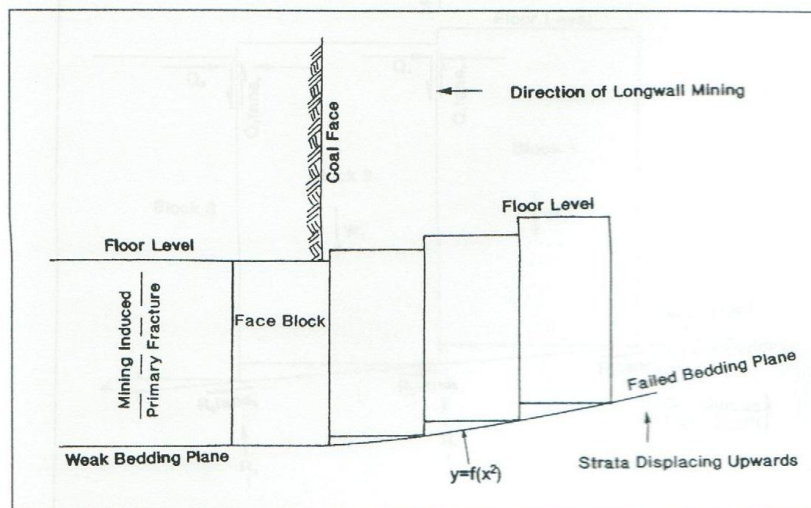 Direction of Longwall Mining
Coal Face
Floor Level
Floor Level
Mining Induced
Primary Fracture
Face Block
Failed Bedding Plane
Weak Bedding Plane
y=f(x²)
Strata Displacing Upwards